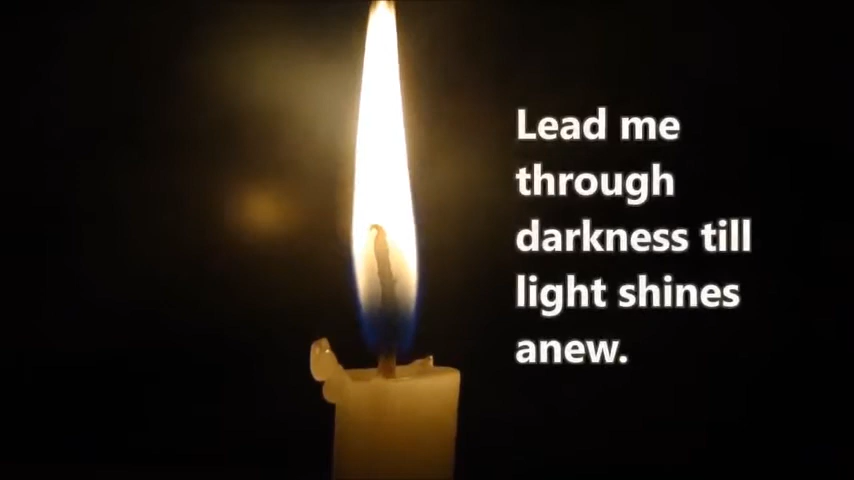 Lead me
through
darkness till
light shines
anew.